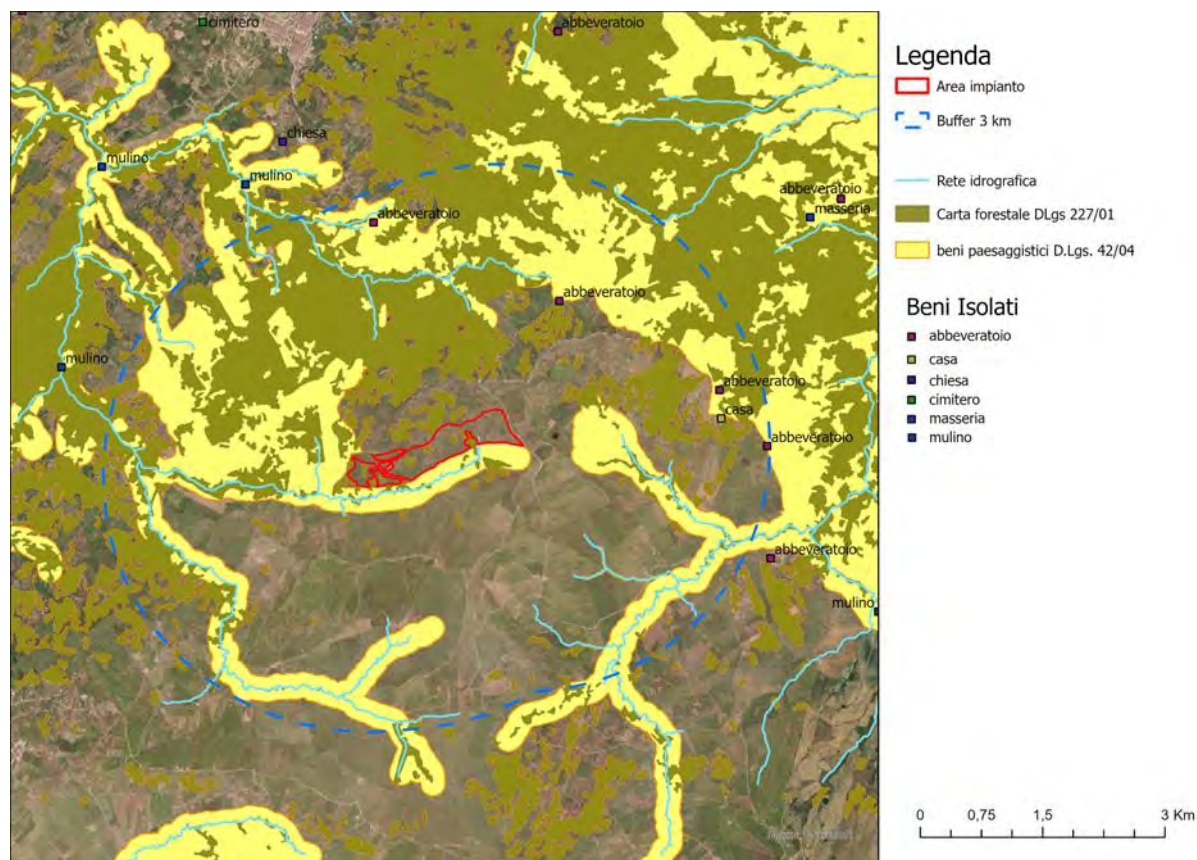 cimitero
abbeveratoio
chiesa
mulino
mulino
abbeveratoio
abbeveratoio
masseria
abbeveratoio
mulino
abbeveratoio
casa
abbeveratoio
abbeveratoio
mulino
Legenda
Area impianto
Buffer 3 km
Rete idrografica
Carta forestale DLgs 227/01
beni paesaggistici D.Lgs. 42/04
Beni Isolati
abbeveratoio
casa
chiesa
cimitero
masseria
mulino
0 0,75 1,5 3 Km